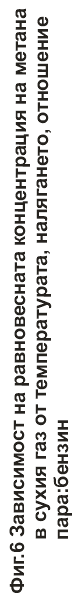 Фиг.6 Зависимост на равновесната концентрация на метана
в сухия газ от температурата, налягането, отношение
пара:бензин